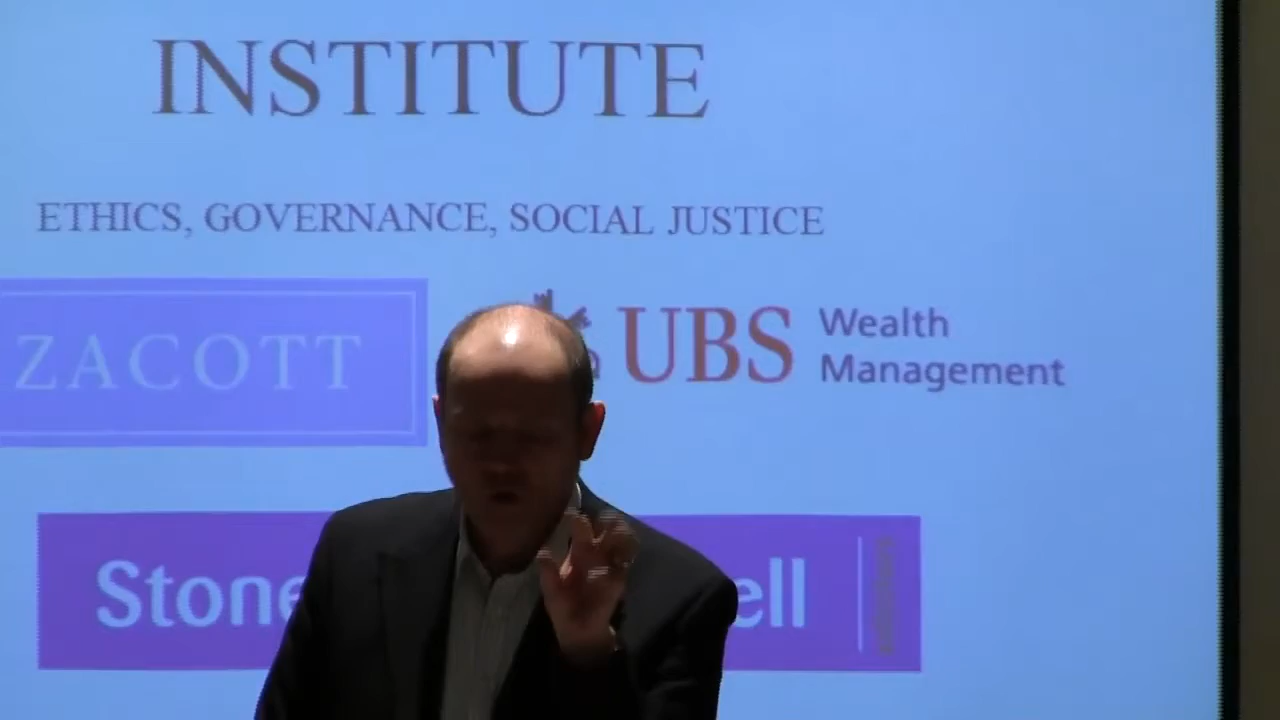 INSTITUTE
ETHICS, GOVERNANCE, SOCIAL JUSTICE
ZACOTT
UBS Wealth
Management
Stone ell